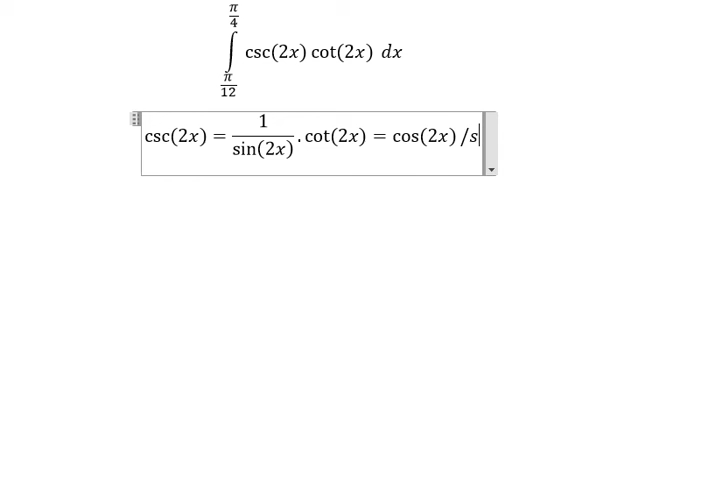 π/4
∫ csc(2x) cot(2x) dx
π/12
csc(2x) = 1/sin(2x) . cot(2x) = cos(2x) /s